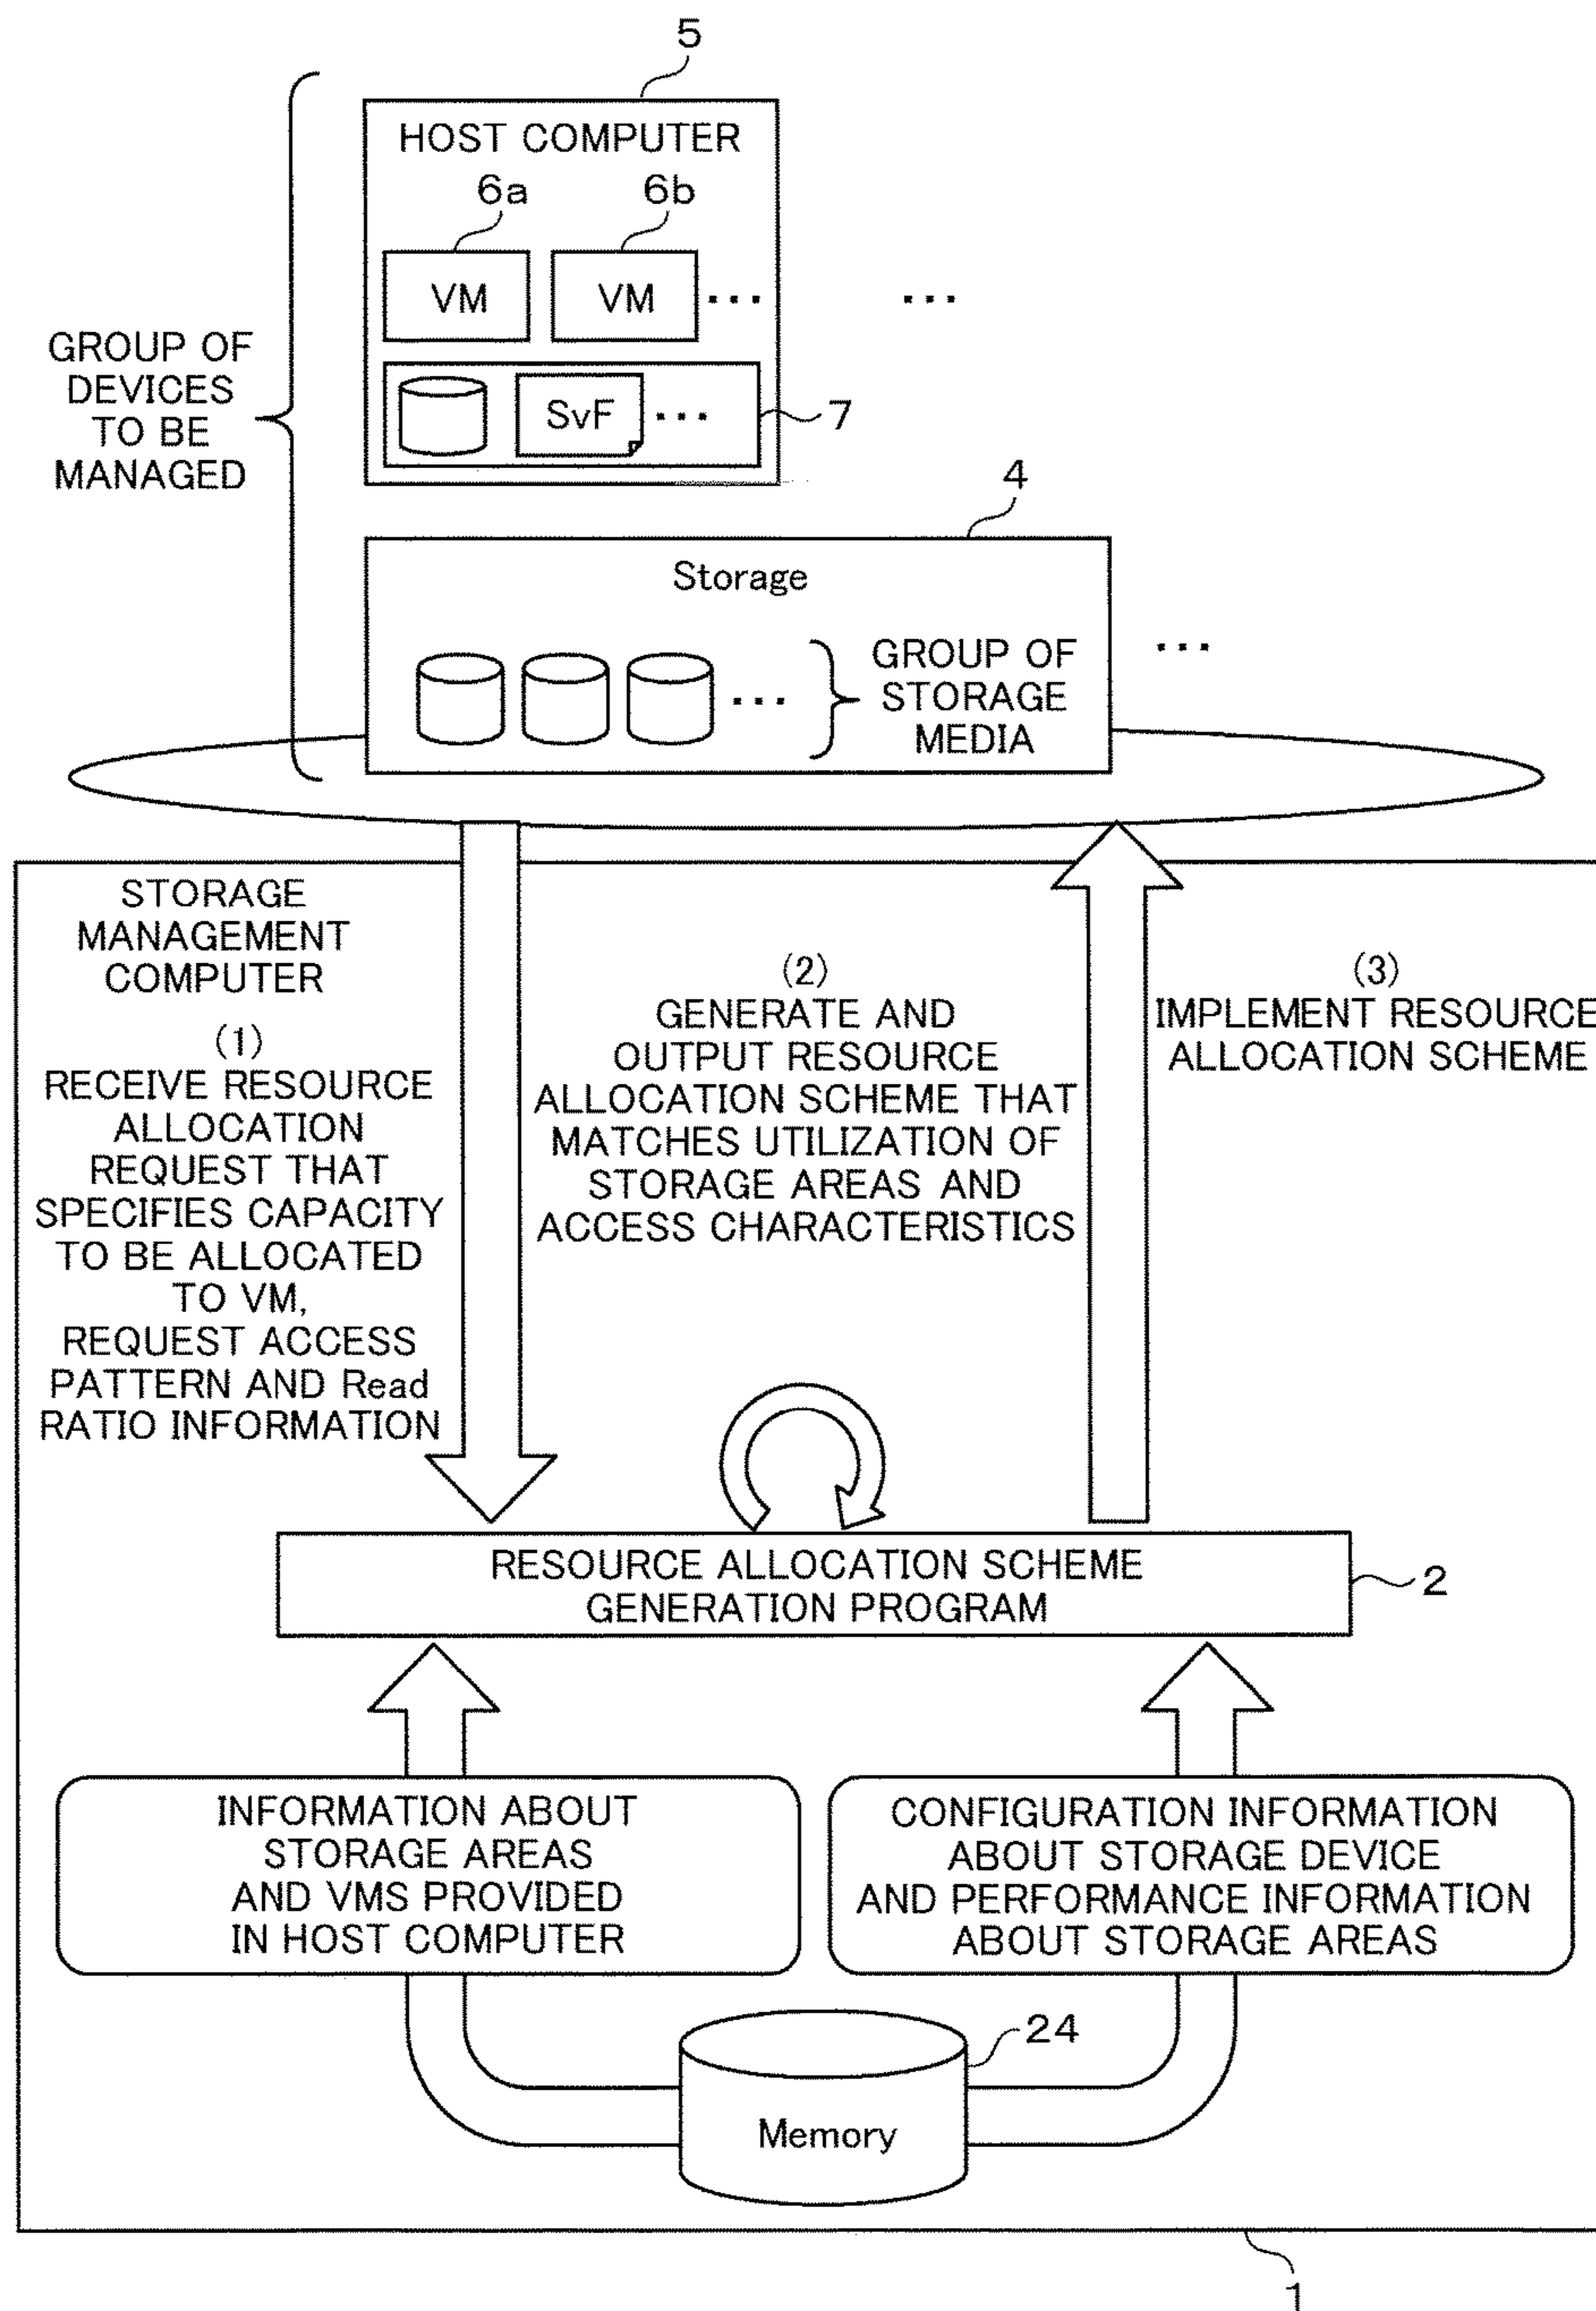 5
HOST COMPUTER
6a
6b
VM
VM
...
...
GROUP OF
DEVICES
TO BE
MANAGED
SvF
...
7
4
Storage
...
GROUP OF
STORAGE
MEDIA
...
STORAGE
MANAGEMENT
COMPUTER
(1)
RECEIVE RESOURCE
ALLOCATION
REQUEST THAT
SPECIFIES CAPACITY
TO BE ALLOCATED
TO VM,
REQUEST ACCESS
PATTERN AND Read
RATIO INFORMATION
(2)
GENERATE AND
OUTPUT RESOURCE
ALLOCATION SCHEME THAT
MATCHES UTILIZATION OF
STORAGE AREAS AND
ACCESS CHARACTERISTICS
(3)
IMPLEMENT RESOURCE
ALLOCATION SCHEME
RESOURCE ALLOCATION SCHEME
GENERATION PROGRAM
2
INFORMATION ABOUT
STORAGE AREAS
AND VMS PROVIDED
IN HOST COMPUTER
CONFIGURATION INFORMATION
ABOUT STORAGE DEVICE
AND PERFORMANCE INFORMATION
ABOUT STORAGE AREAS
24
Memory
1